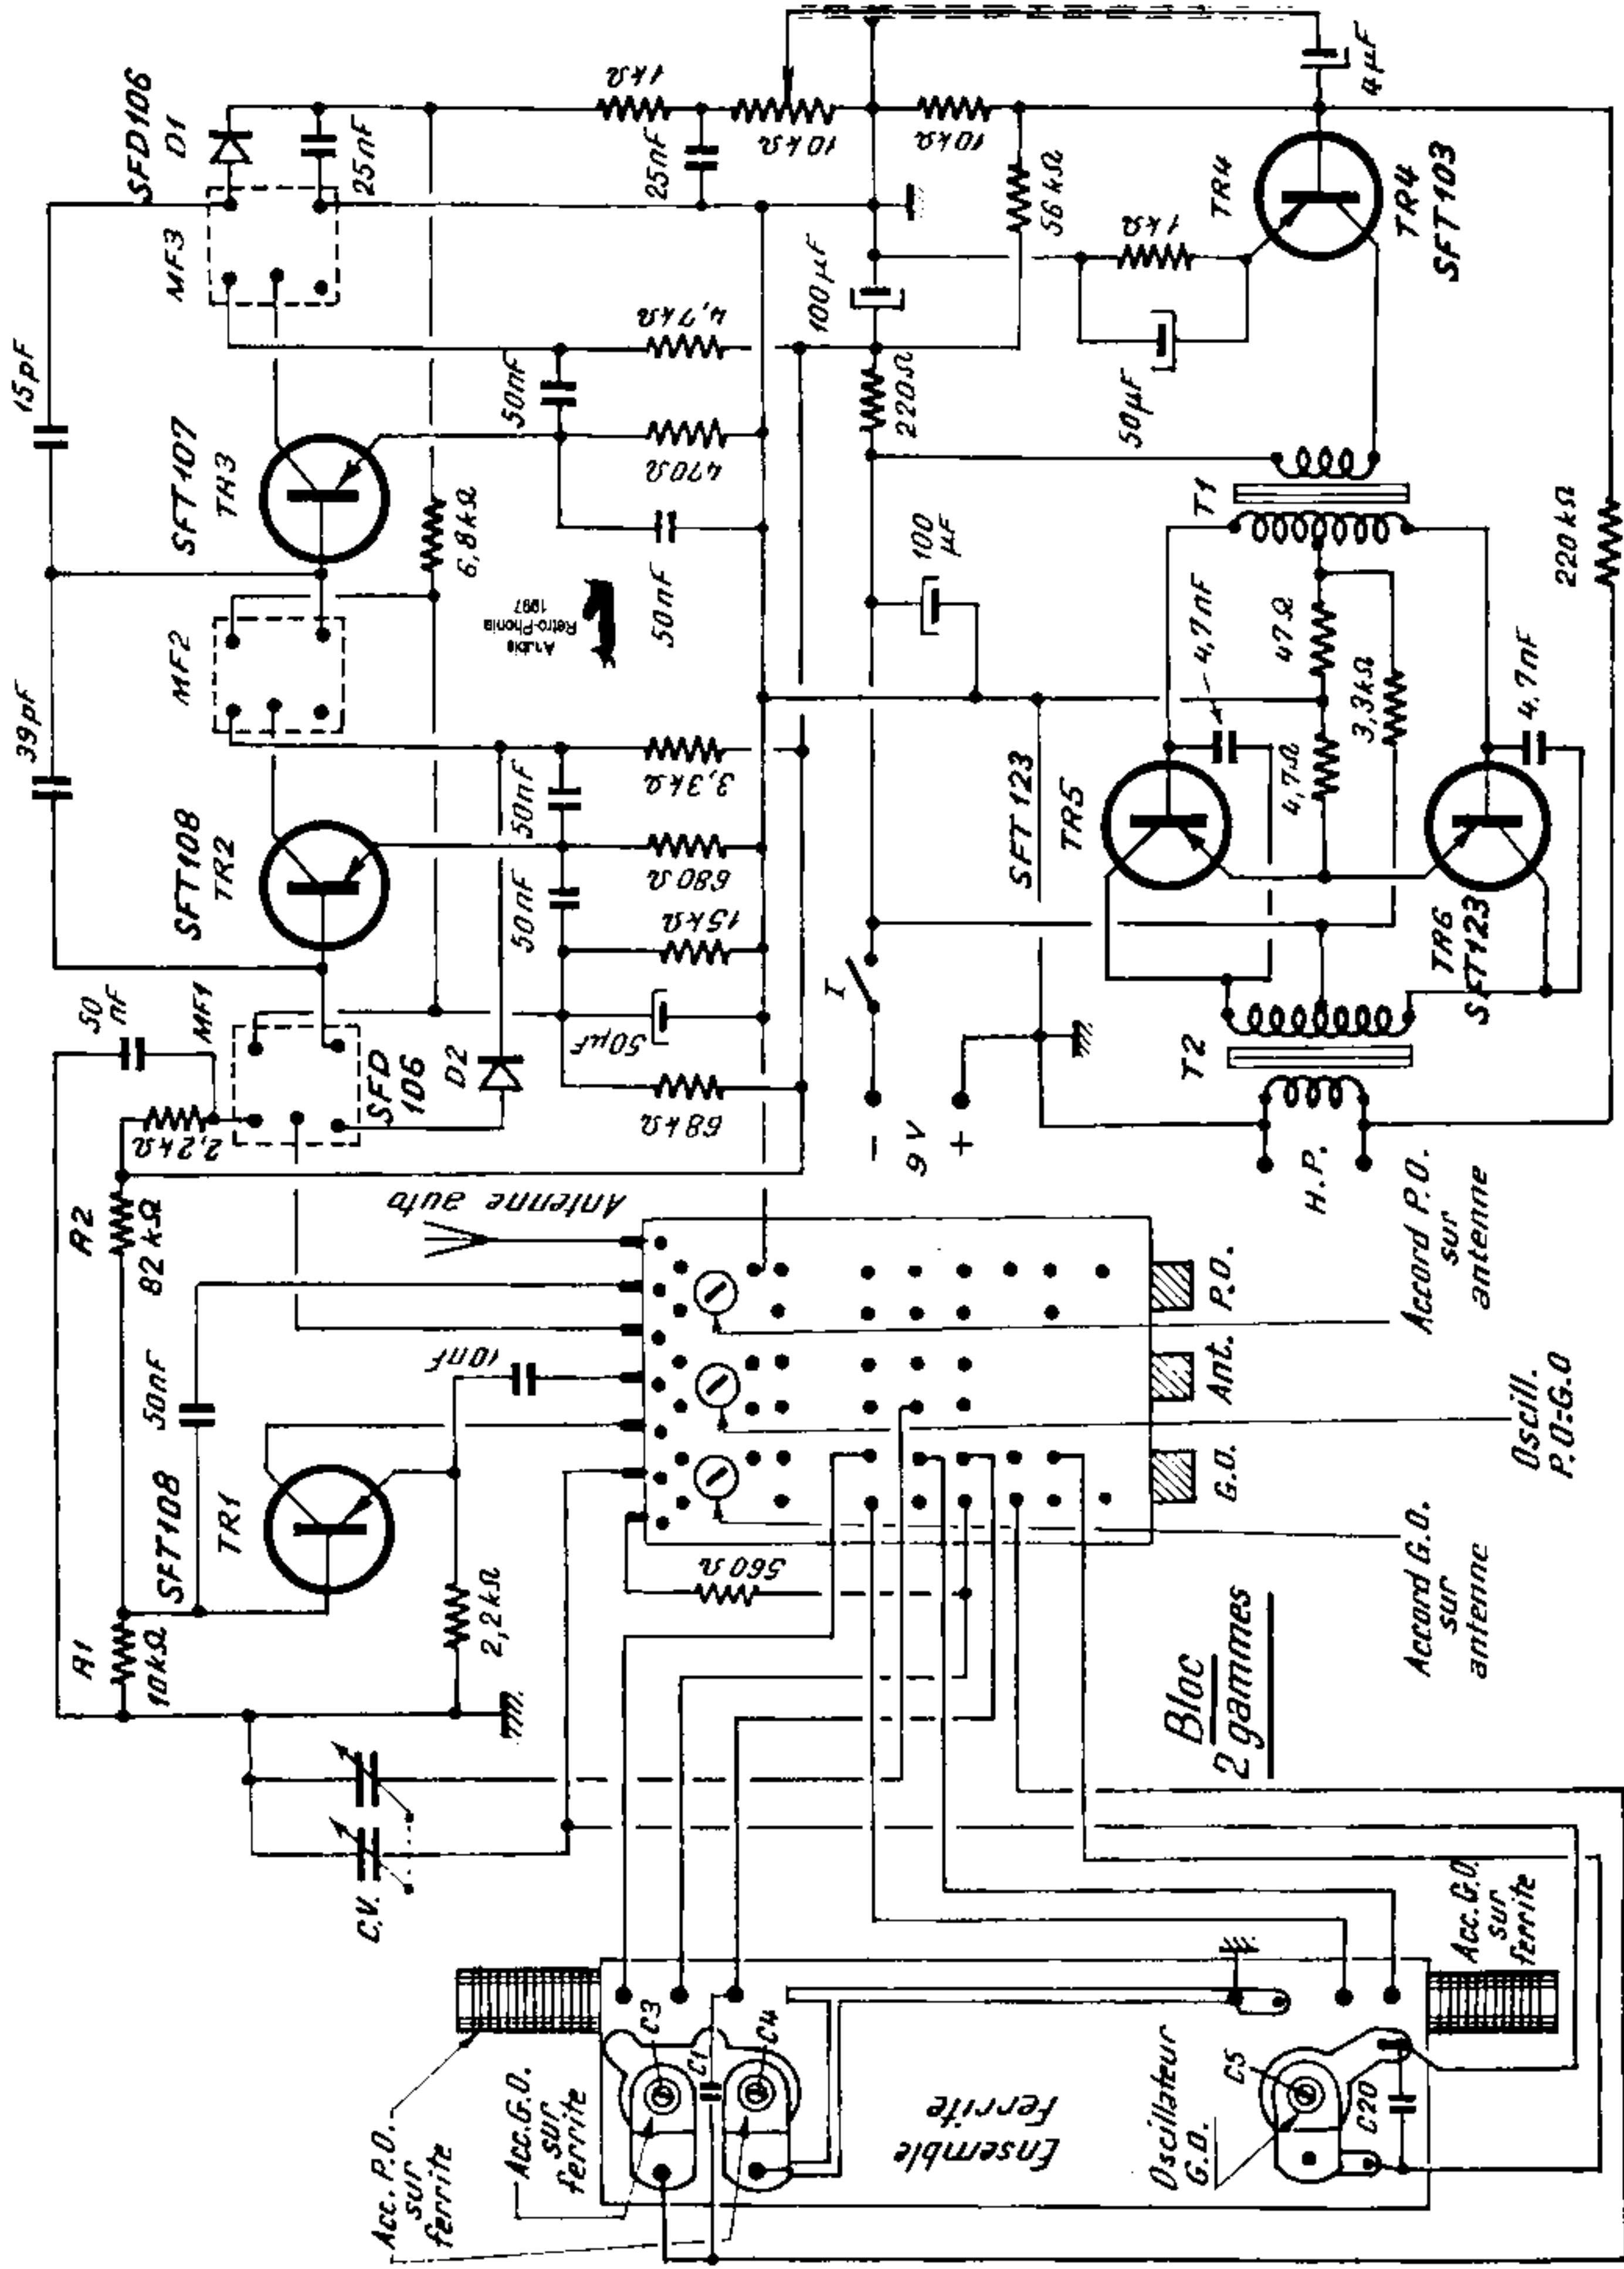 15pF
39pF
SFD106
D1
25nF
MF3
SFT107
TR3
MF2
SFT108
TR2
50
nF
MF1
SFD
106
D2
2,2kΩ
R2
82 kΩ
50nF
SFT108
TR1
R1
10kΩ
2,2kΩ
10nF
C.V.
1kΩ
25nF
10kΩ
10kΩ
56 kΩ
4µF
TR4
TR4
SFT103
1kΩ
50µF
100µF
220Ω
4,7kΩ
50nF
470Ω
50nF
6,8kΩ
Anubis
Retro-Phonia
1997
3,3kΩ
50nF
680Ω
50nF
15kΩ
50µF
68kΩ
100
µF
T1
4,7nF
47Ω
3,3kΩ
4,7Ω
4,7nF
220kΩ
SFT123
TR5
TR6
SFT123
T2
I
-
9V
+
H.P.
Antenne auto
560Ω
G.O.
Ant.
P.O.
Accord P.O.
sur
antenne
Oscill.
P.O=G.O
Accord G.O.
sur
antenne
Bloc
2 gammes
Acc. P.O.
sur
ferrite
Acc.G.O.
sur
ferrite
C3
C1
C4
Ensemble
Ferrite
Oscillateur
G.O.
C5
C20
Acc.G.O.
sur
ferrite